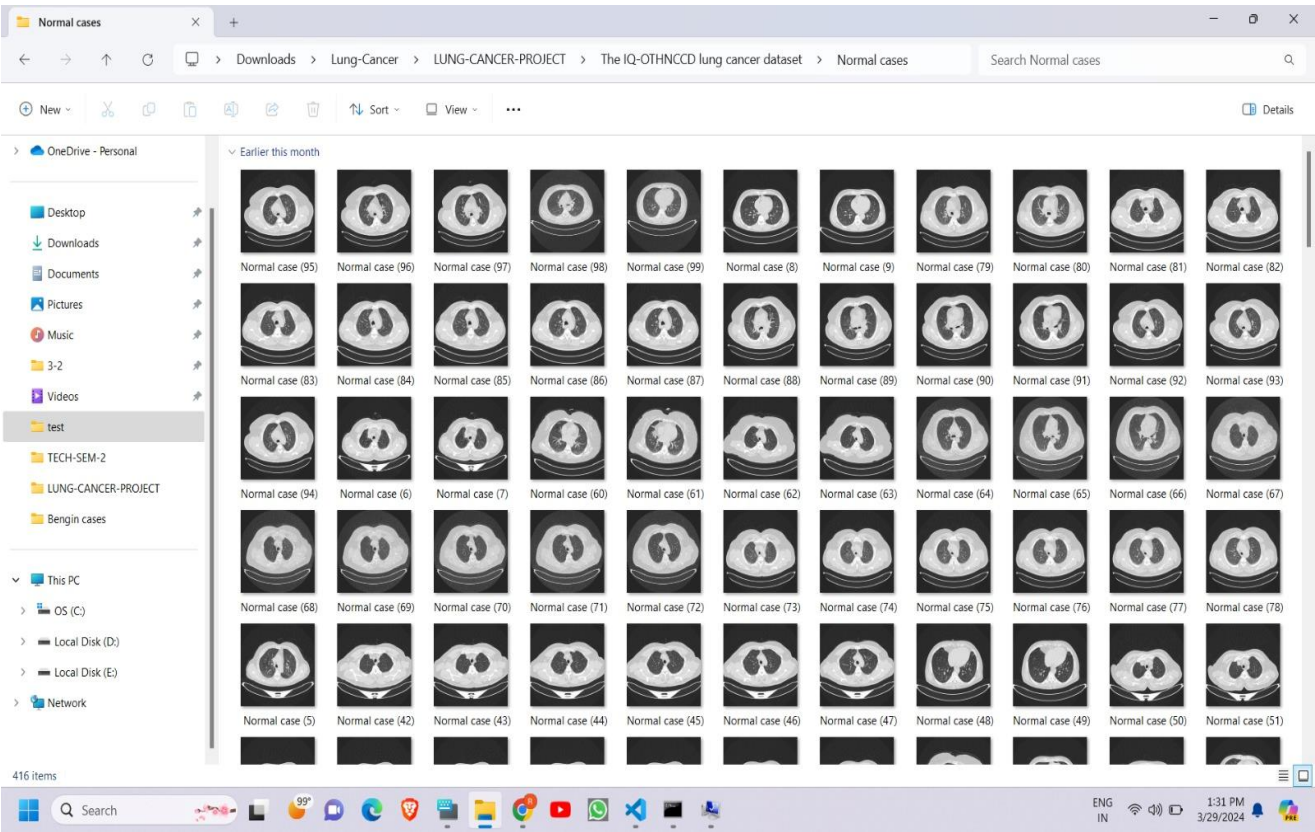 Normal cases
Downloads > Lung-Cancer > LUNG-CANCER-PROJECT > The IQ-OTHNCCD lung cancer dataset > Normal cases
Search Normal cases
New
Sort
View
Details
OneDrive - Personal
Desktop
Downloads
Documents
Pictures
Music
3-2
Videos
test
TECH-SEM-2
LUNG-CANCER-PROJECT
Bengin cases
This PC
OS (C:)
Local Disk (D:)
Local Disk (E:)
Network
Earlier this month
Normal case (95) Normal case (96) Normal case (97) Normal case (98) Normal case (99) Normal case (8) Normal case (9) Normal case (79) Normal case (80) Normal case (81) Normal case (82)
Normal case (83) Normal case (84) Normal case (85) Normal case (86) Normal case (87) Normal case (88) Normal case (89) Normal case (90) Normal case (91) Normal case (92) Normal case (93)
Normal case (94) Normal case (6) Normal case (7) Normal case (60) Normal case (61) Normal case (62) Normal case (63) Normal case (64) Normal case (65) Normal case (66) Normal case (67)
Normal case (68) Normal case (69) Normal case (70) Normal case (71) Normal case (72) Normal case (73) Normal case (74) Normal case (75) Normal case (76) Normal case (77) Normal case (78)
Normal case (5) Normal case (42) Normal case (43) Normal case (44) Normal case (45) Normal case (46) Normal case (47) Normal case (48) Normal case (49) Normal case (50) Normal case (51)
416 items
Search
99°
ENG
IN
1:31 PM
3/29/2024
PRE